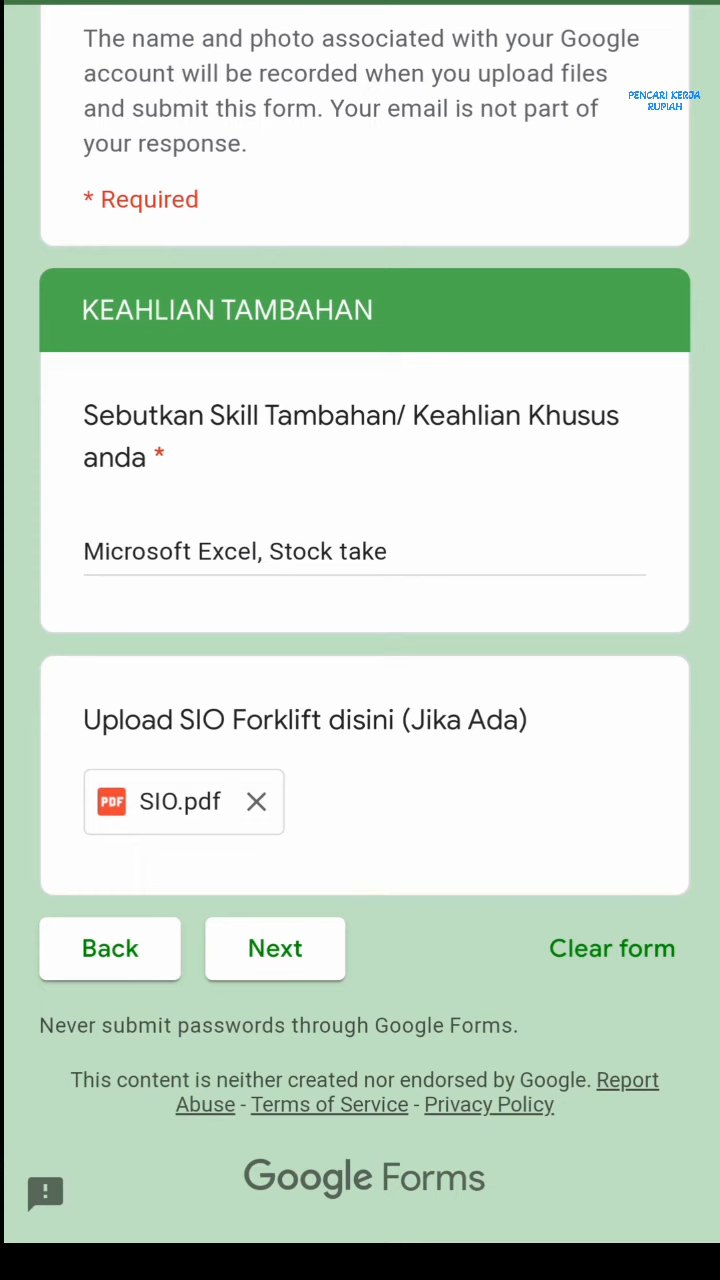 The name and photo associated with your Google
account will be recorded when you upload files
and submit this form. Your email is not part of
your response.
PENCARI KERJA
RUPIAH
* Required
KEAHLIAN TAMBAHAN
Sebutkan Skill Tambahan/ Keahlian Khusus
anda *
Microsoft Excel, Stock take
Upload SIO Forklift disini (Jika Ada)
PDF SIO.pdf
Back Next Clear form
Never submit passwords through Google Forms.
This content is neither created nor endorsed by Google. Report
Abuse - Terms of Service - Privacy Policy
Google Forms